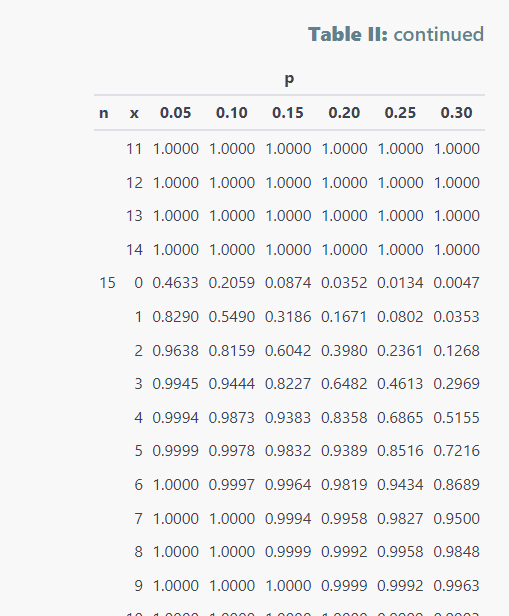 Table II: continued
p
n x 0.05 0.10 0.15 0.20 0.25 0.30
11 1.0000 1.0000 1.0000 1.0000 1.0000 1.0000
12 1.0000 1.0000 1.0000 1.0000 1.0000 1.0000
13 1.0000 1.0000 1.0000 1.0000 1.0000 1.0000
14 1.0000 1.0000 1.0000 1.0000 1.0000 1.0000
15 0 0.4633 0.2059 0.0874 0.0352 0.0134 0.0047
1 0.8290 0.5490 0.3186 0.1671 0.0802 0.0353
2 0.9638 0.8159 0.6042 0.3980 0.2361 0.1268
3 0.9945 0.9444 0.8227 0.6482 0.4613 0.2969
4 0.9994 0.9873 0.9383 0.8358 0.6865 0.5155
5 0.9999 0.9978 0.9832 0.9389 0.8516 0.7216
6 1.0000 0.9997 0.9964 0.9819 0.9434 0.8689
7 1.0000 1.0000 0.9994 0.9958 0.9827 0.9500
8 1.0000 1.0000 0.9999 0.9992 0.9958 0.9848
9 1.0000 1.0000 1.0000 0.9999 0.9992 0.9963